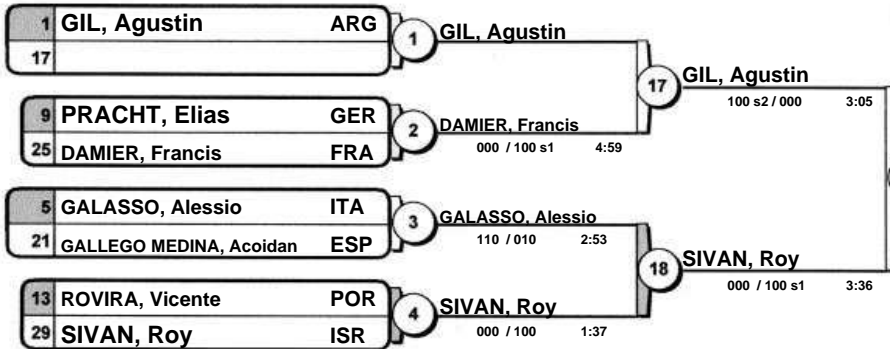 1 GIL, Agustin ARG
17
1 GIL, Agustin
17 GIL, Agustin
100 s2 / 000 3:05
9 PRACHT, Elias GER
25 DAMIER, Francis FRA
2 DAMIER, Francis
000 / 100 s1 4:59
5 GALASSO, Alessio ITA
21 GALLEGO MEDINA, Acoidan ESP
3 GALASSO, Alessio
110 / 010 2:53
18 SIVAN, Roy
000 / 100 s1 3:36
13 ROVIRA, Vicente POR
29 SIVAN, Roy ISR
4 SIVAN, Roy
000 / 100 1:37